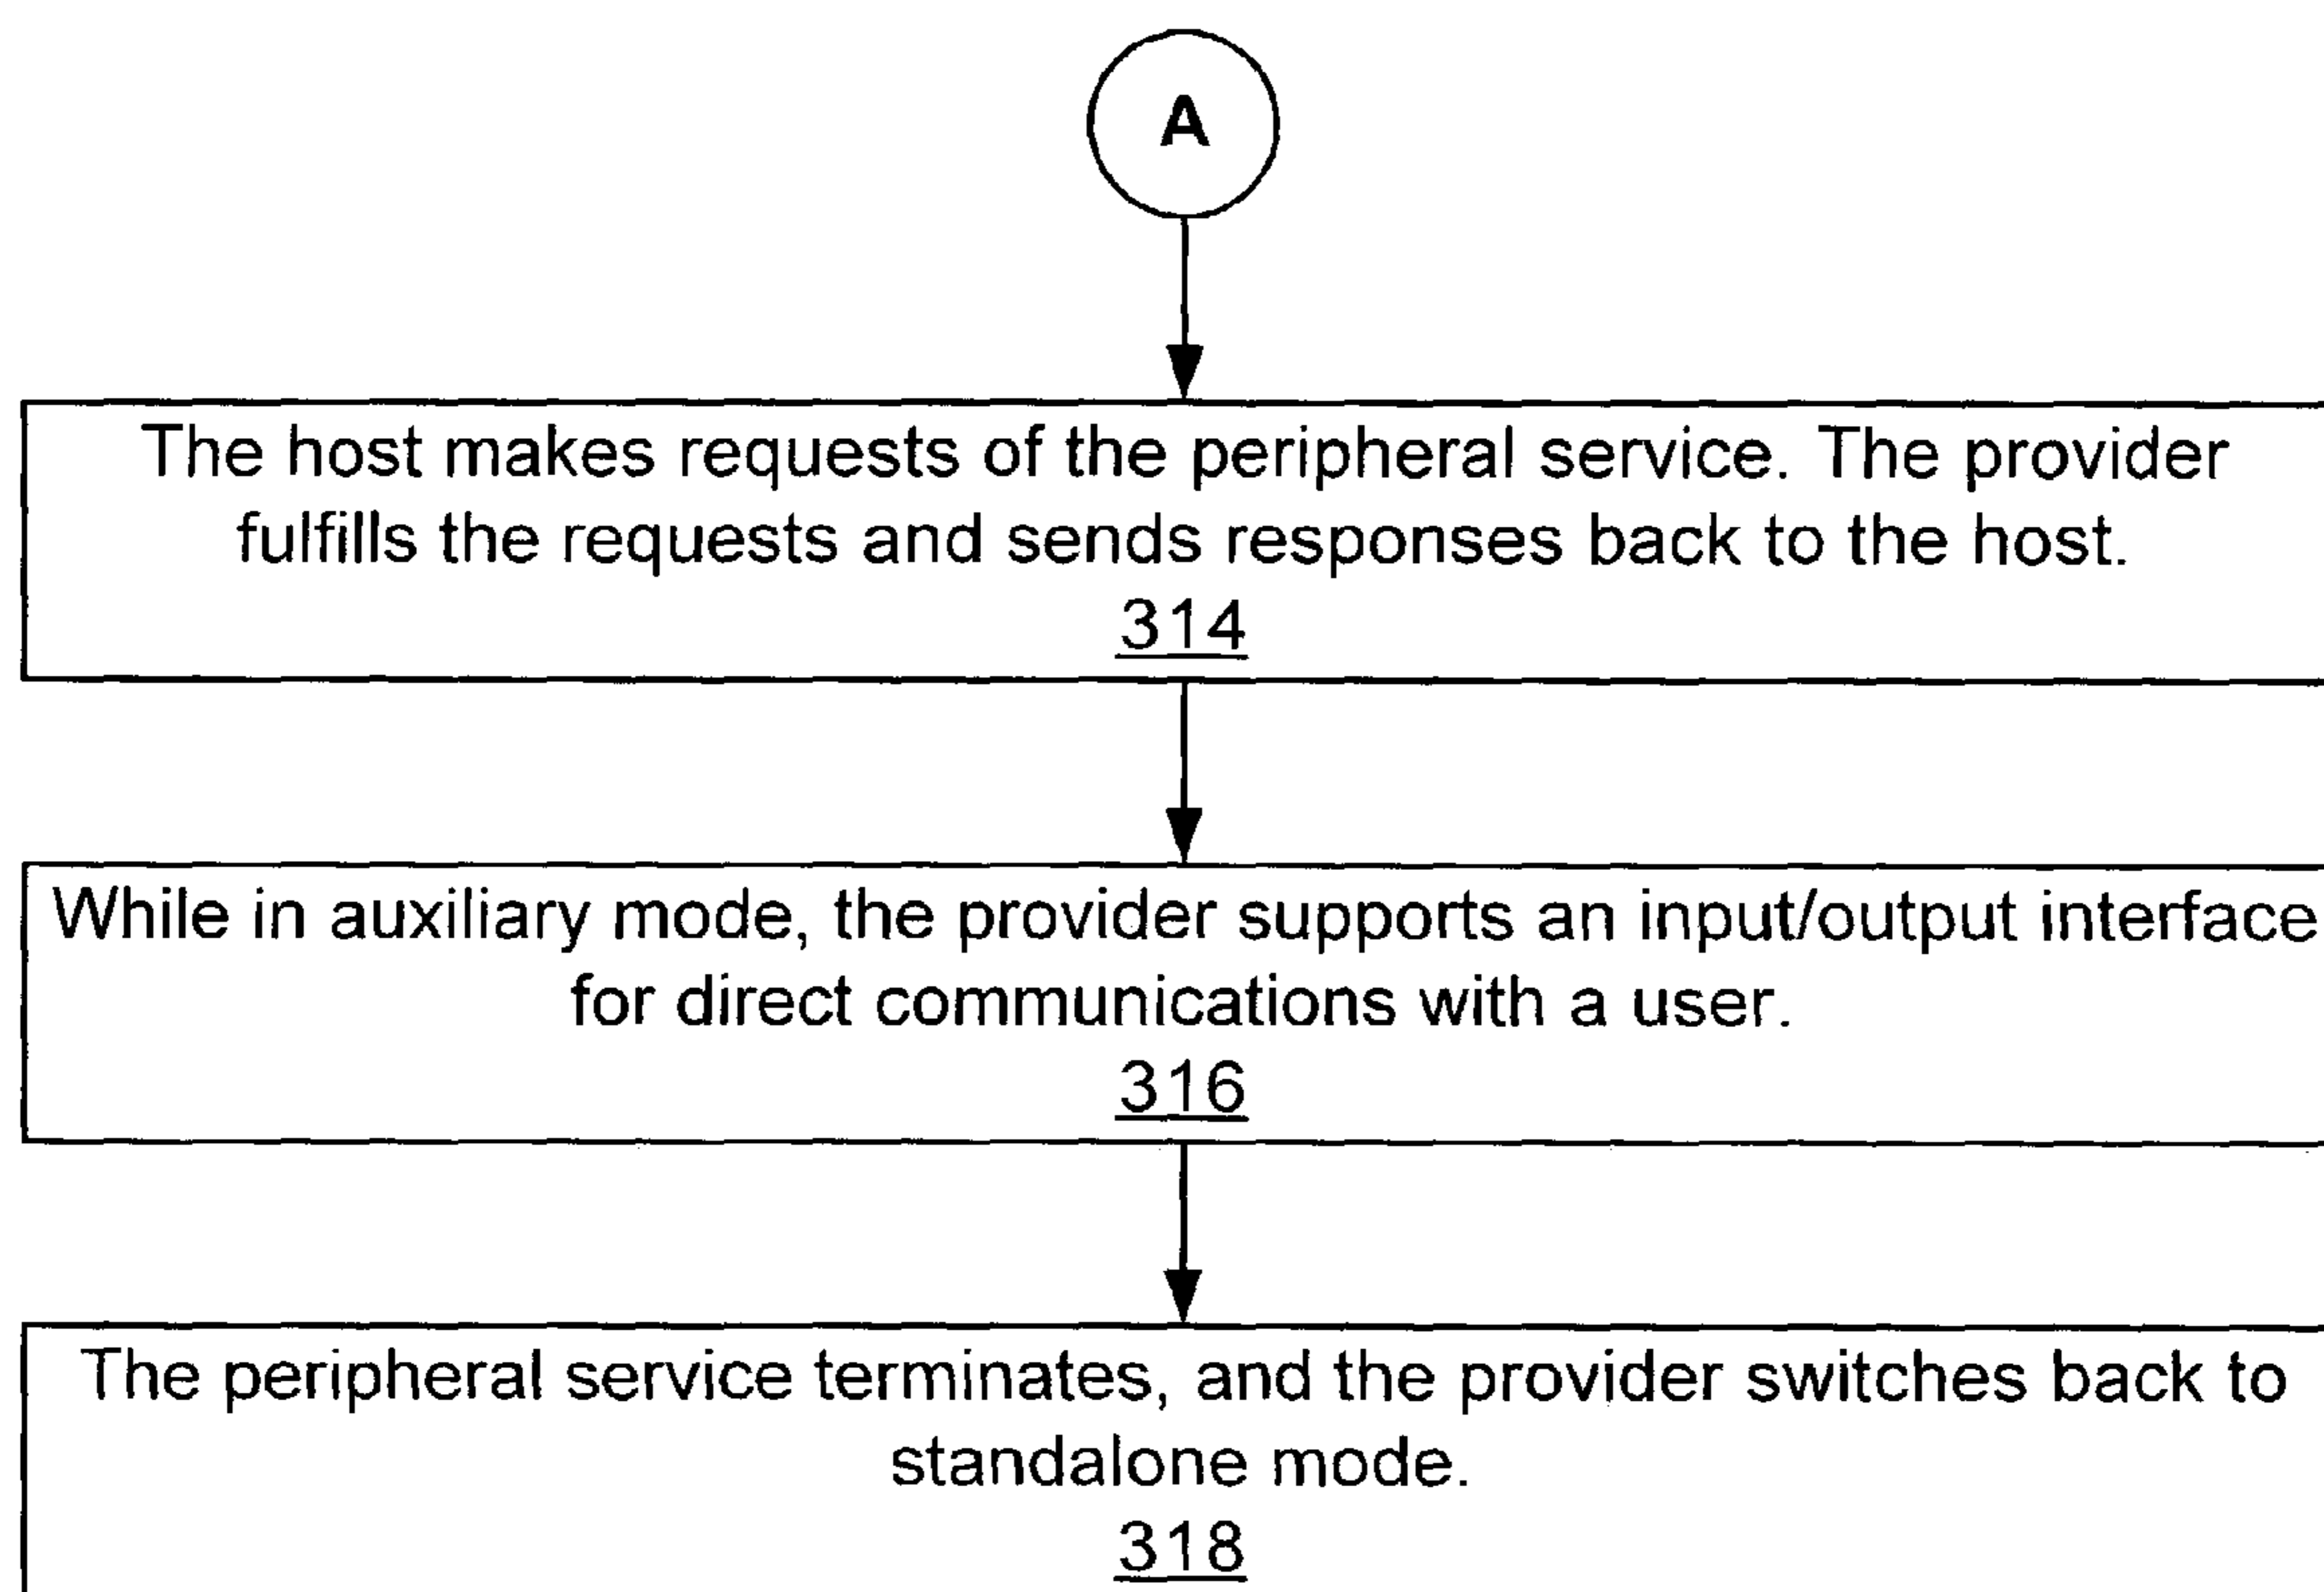 A
The host makes requests of the peripheral service. The provider
fulfills the requests and sends responses back to the host.
314
While in auxiliary mode, the provider supports an input/output interface
for direct communications with a user.
316
The peripheral service terminates, and the provider switches back to
standalone mode.
318